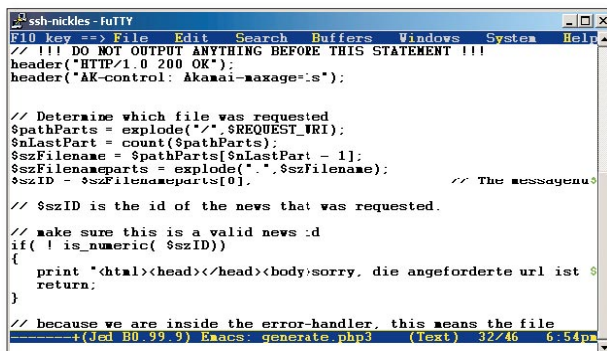 ssh-nickles - FuTTY
F10 key ==> File Edit Search Buffers Windows System Help
// !!! DO NOT OUTPUT ANYTHING BEFORE THIS STATEMENT !!!
header("HTTP/1.0 200 OK");
header("AK-control: Akamai-maxage=1s");
// Determine which file was requested
$pathParts = explode("/",$REQUEST_URI);
$nLastPart = count($pathParts);
$szFilename = $pathParts[$nLastPart - 1];
$szFilenameparts = explode(".",$szFilename);
$szID = $szFilenameparts[0]; // The messagenu$
// $szID is the id of the news that was requested.
// make sure this is a valid news id
if( ! is_numeric( $szID))
{
print "<html><head></head><body>sorry, die angeforderte url ist $
return;
}
// because we are inside the error-handler, this means the file
-------+(Jed B0.99.9) Emacs: generate.php3 (Text) 32/46 6:54pm